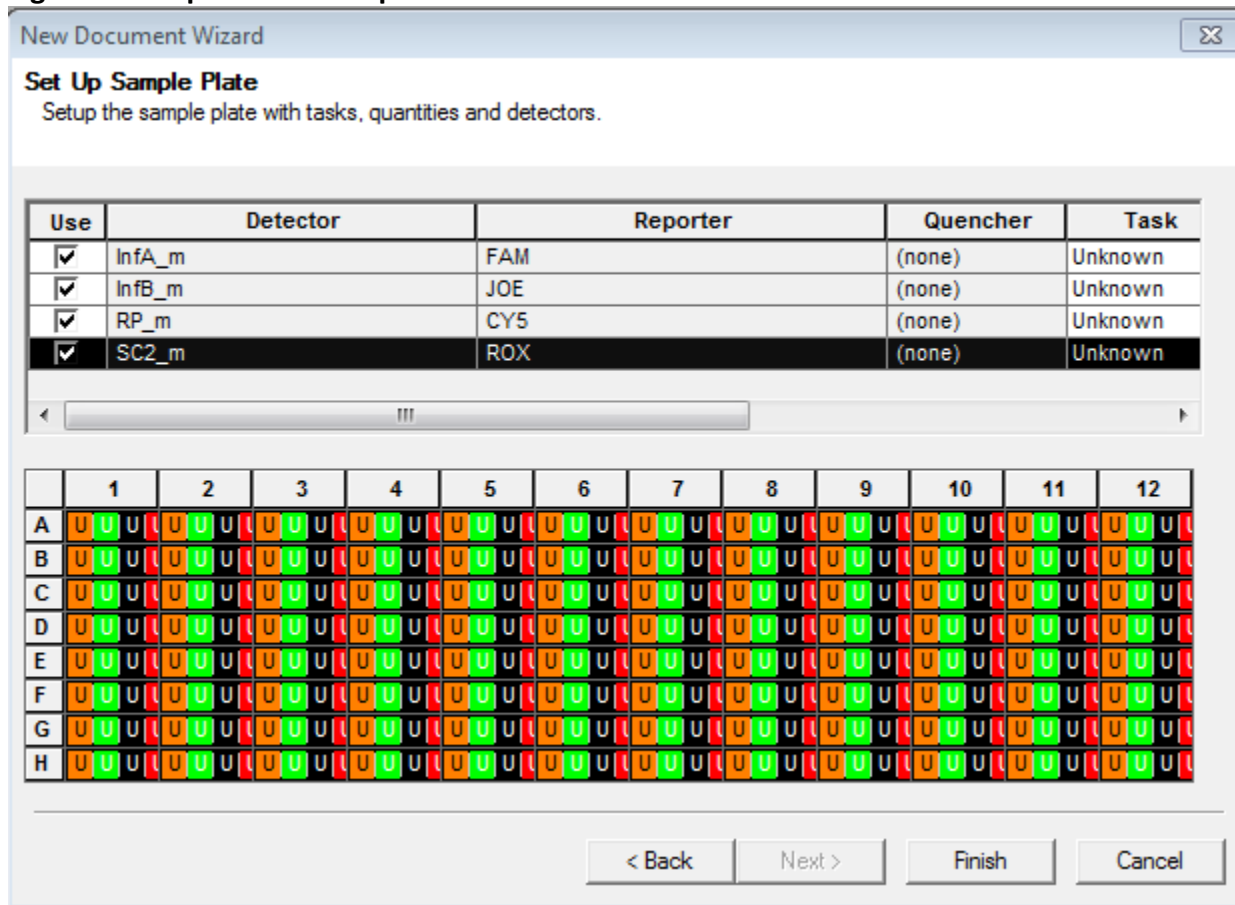 New Document Wizard
Set Up Sample Plate
Setup the sample plate with tasks, quantities and detectors.
Use Detector Reporter Quencher Task
InfA_m FAM (none) Unknown
InfB_m JOE (none) Unknown
RP_m CY5 (none) Unknown
SC2_m ROX (none) Unknown
1 2 3 4 5 6 7 8 9 10 11 12
A U U U U U U U U U U U U U U U U U U U U U U U U U U U U U U U U U U U U U U U U U U U U U U U U
B U U U U U U U U U U U U U U U U U U U U U U U U U U U U U U U U U U U U U U U U U U U U U U U U
C U U U U U U U U U U U U U U U U U U U U U U U U U U U U U U U U U U U U U U U U U U U U U U U U
D U U U U U U U U U U U U U U U U U U U U U U U U U U U U U U U U U U U U U U U U U U U U U U U U
E U U U U U U U U U U U U U U U U U U U U U U U U U U U U U U U U U U U U U U U U U U U U U U U U
F U U U U U U U U U U U U U U U U U U U U U U U U U U U U U U U U U U U U U U U U U U U U U U U U
G U U U U U U U U U U U U U U U U U U U U U U U U U U U U U U U U U U U U U U U U U U U U U U U U
H U U U U U U U U U U U U U U U U U U U U U U U U U U U U U U U U U U U U U U U U U U U U U U U U
< Back Next > Finish Cancel